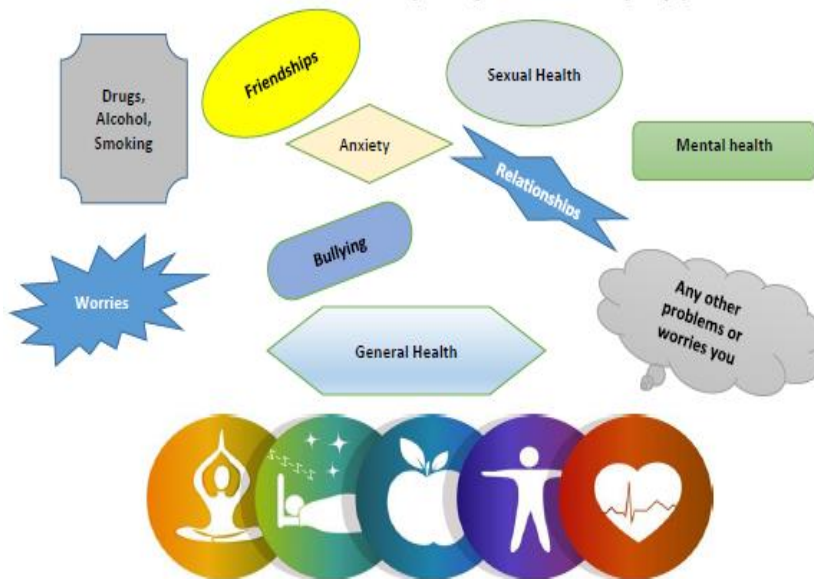 Friendships
Sexual Health
Drugs,
Alcohol,
Smoking
Anxiety
Mental health
Relationships
Bullying
Worries
Any other
problems or
worries you
General Health